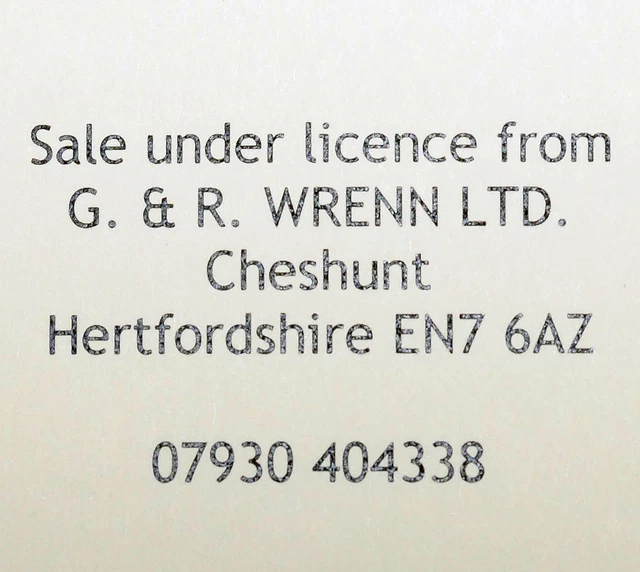 Sale under licence from
G. & R. WRENN LTD.
Cheshunt
Hertfordshire EN7 6AZ
07930 404338